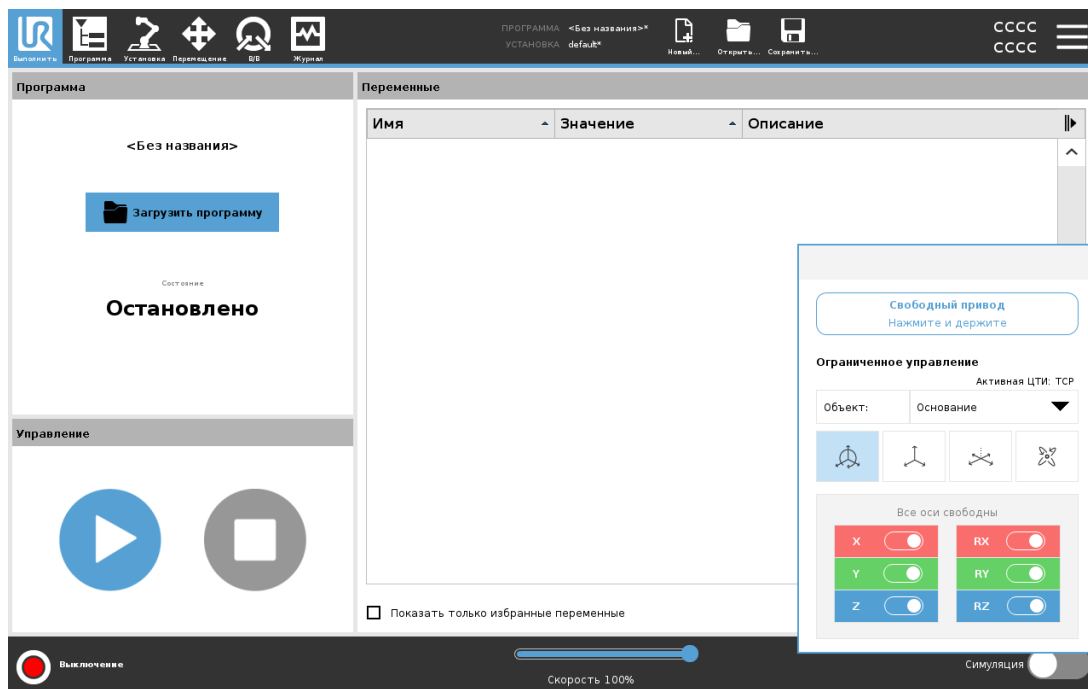 ПРОГРАММА <Без названия>*
УСТАНОВКА default*
Выполнить
Программа
Установка
Перемещение
В/В
Журнал
Новый...
Открыть...
Сохранить...
CCCC
CCCC
Программа
<Без названия>
Загрузить программу
Состояние
Остановлено
Управление
Переменные
Имя Значение Описание
Показать только избранные переменные
Свободный привод
Нажмите и держите
Ограниченное управление
Активная ЦТИ: TCP
Объект: Основание
Все оси свободны
X RX
Y RY
Z RZ
Выключение
Скорость 100%
Симуляция